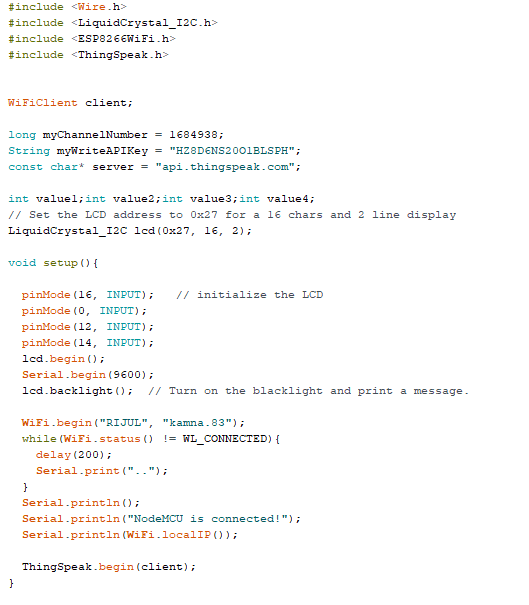 #include <Wire.h>
#include <LiquidCrystal_I2C.h>
#include <ESP8266WiFi.h>
#include <ThingSpeak.h>
WiFiClient client;
long myChannelNumber = 1684938;
String myWriteAPIKey = "HZ8D6NS20O1BLSPH";
const char* server = "api.thingspeak.com";
int value1;int value2;int value3;int value4;
// Set the LCD address to 0x27 for a 16 chars and 2 line display
LiquidCrystal_I2C lcd(0x27, 16, 2);
void setup(){
pinMode(16, INPUT);   // initialize the LCD
pinMode(0, INPUT);
pinMode(12, INPUT);
pinMode(14, INPUT);
lcd.begin();
Serial.begin(9600);
lcd.backlight();  // Turn on the blacklight and print a message.
WiFi.begin("RIJUL", "kamna.83");
while(WiFi.status() != WL_CONNECTED){
delay(200);
Serial.print("..");
}
Serial.println();
Serial.println("NodeMCU is connected!");
Serial.println(WiFi.localIP());
ThingSpeak.begin(client);
}